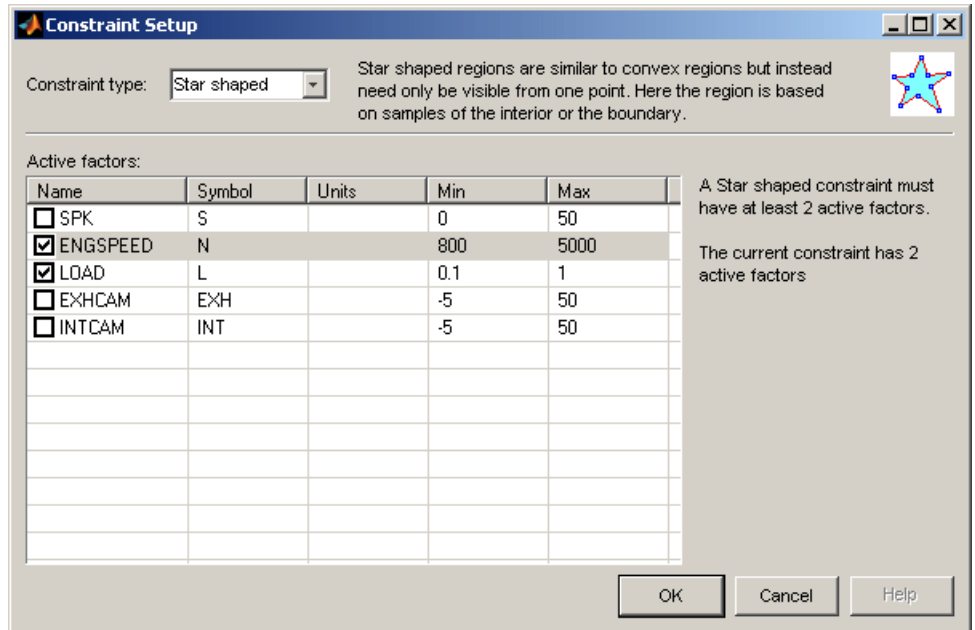 Constraint Setup
Constraint type: Star shaped
Star shaped regions are similar to convex regions but instead
need only be visible from one point. Here the region is based
on samples of the interior or the boundary.
Active factors:
Name Symbol Units Min Max
SPK S 0 50
ENGSPEED N 800 5000
LOAD L 0.1 1
EXHCAM EXH -5 50
INTCAM INT -5 50
A Star shaped constraint must
have at least 2 active factors.
The current constraint has 2
active factors
OK Cancel Help